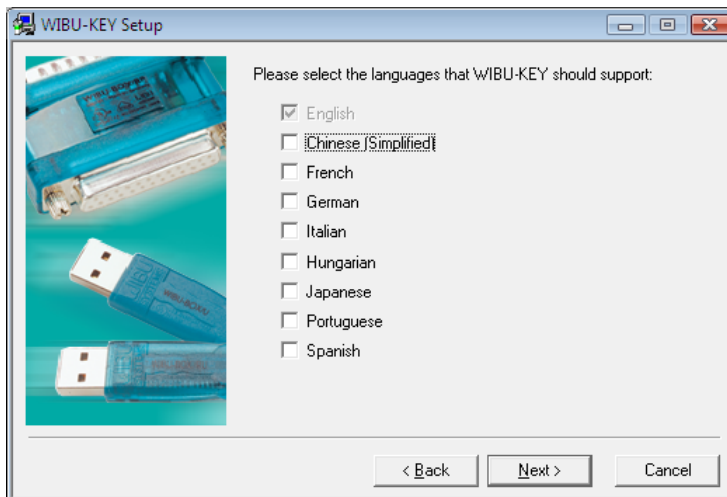 WIBU-KEY Setup
Please select the languages that WIBU-KEY should support:
English
Chinese (Simplified)
French
German
Italian
Hungarian
Japanese
Portuguese
Spanish
< Back
Next >
Cancel